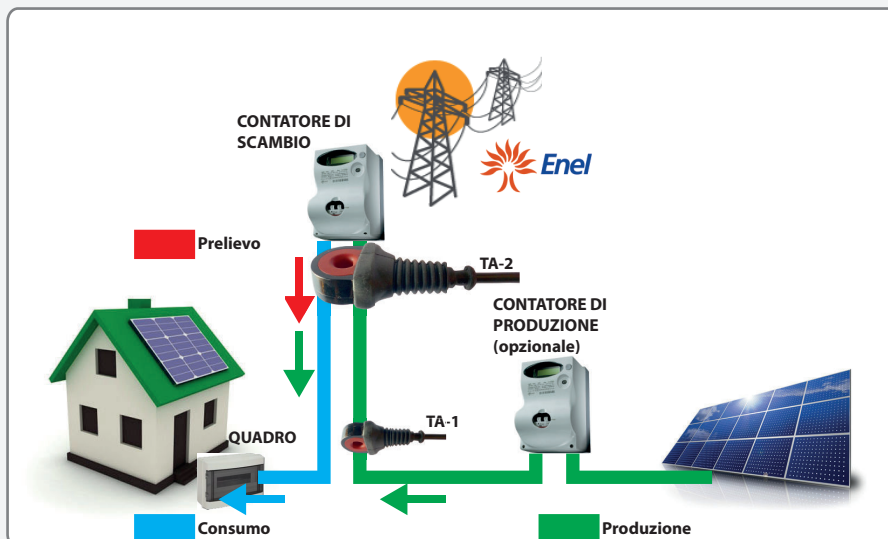 CONTATORE DI
SCAMBIO
Enel
Prelievo
TA-2
CONTATORE DI
PRODUZIONE
(opzionale)
TA-1
QUADRO
Consumo
Produzione